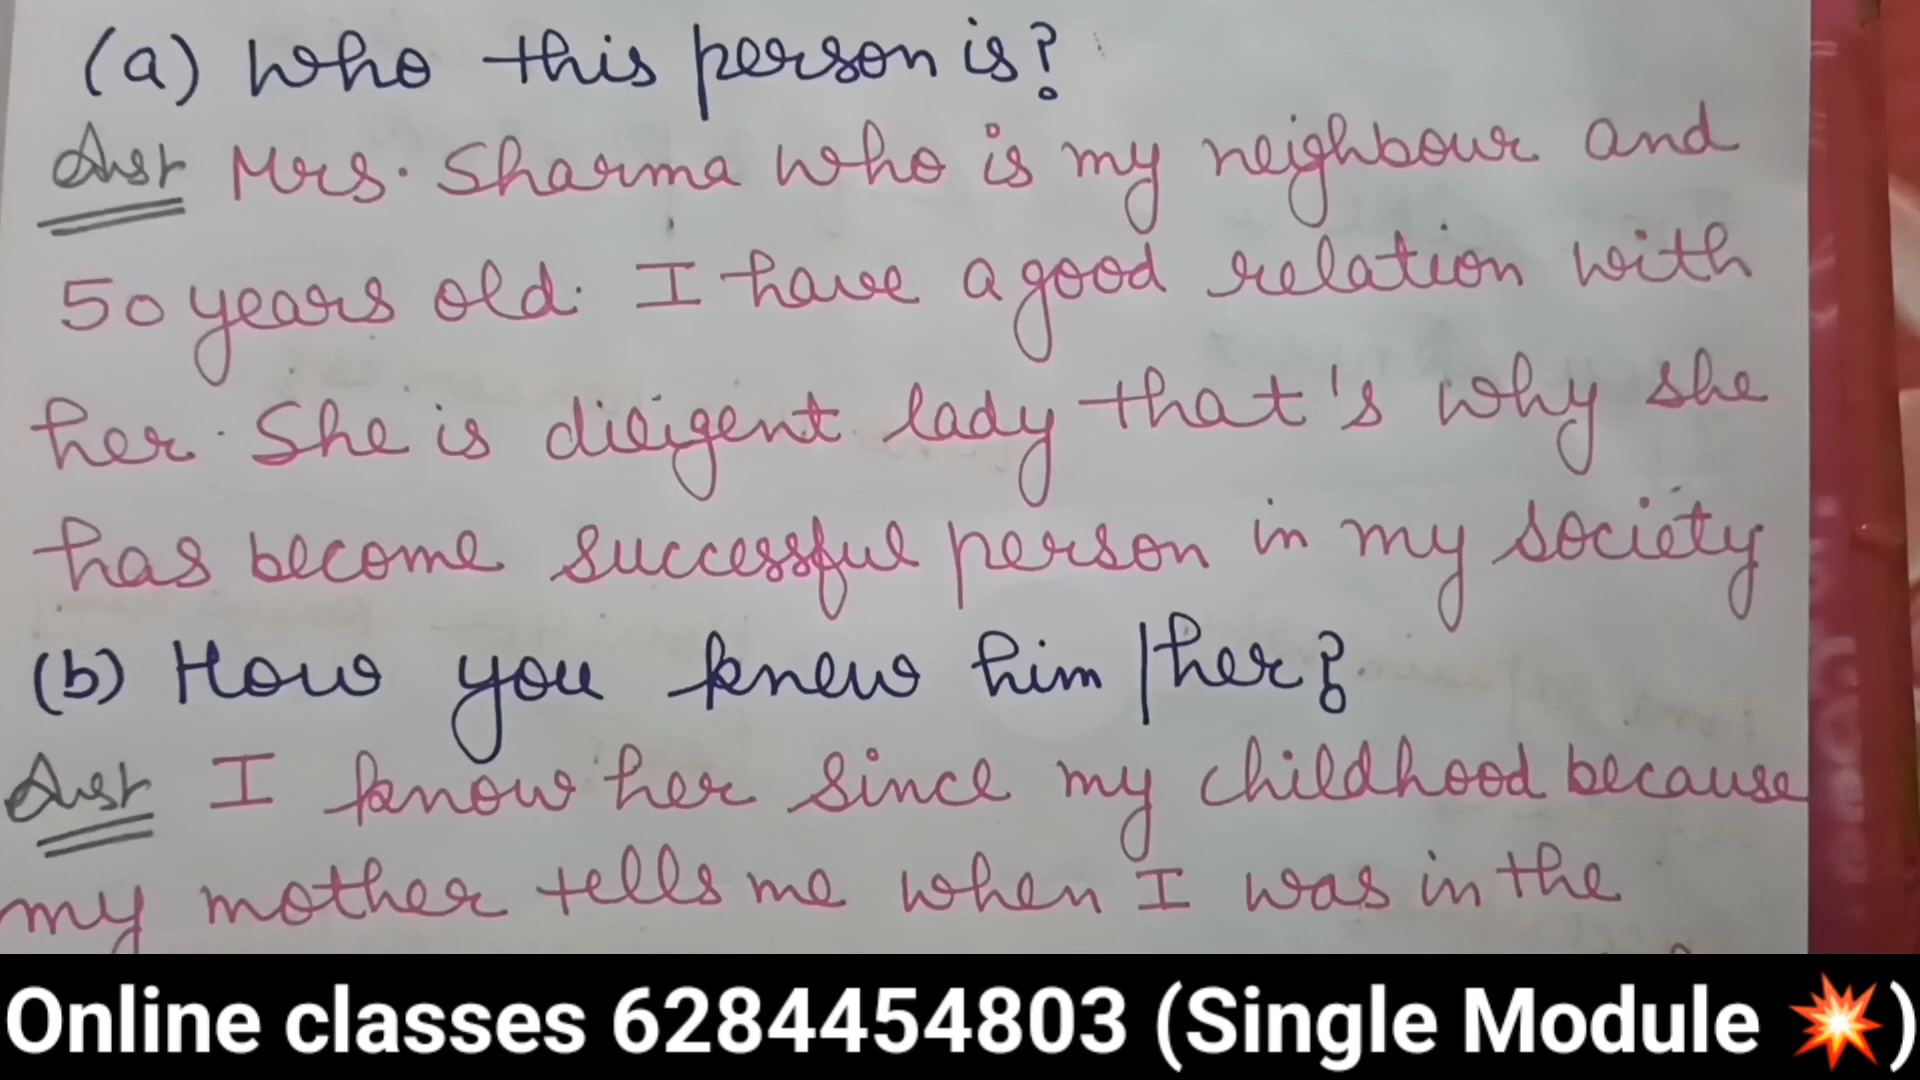 (a) Who this person is?
Ans Mrs. Sharma who is my neighbour and
50 years old. I have a good relation with
her. She is diligent lady that's why she
has become successful person in my society
(b) How you knew him/her?
Ans I know her since my childhood because
my mother tells me when I was in the
Online classes 6284454803 (Single Module 💥)